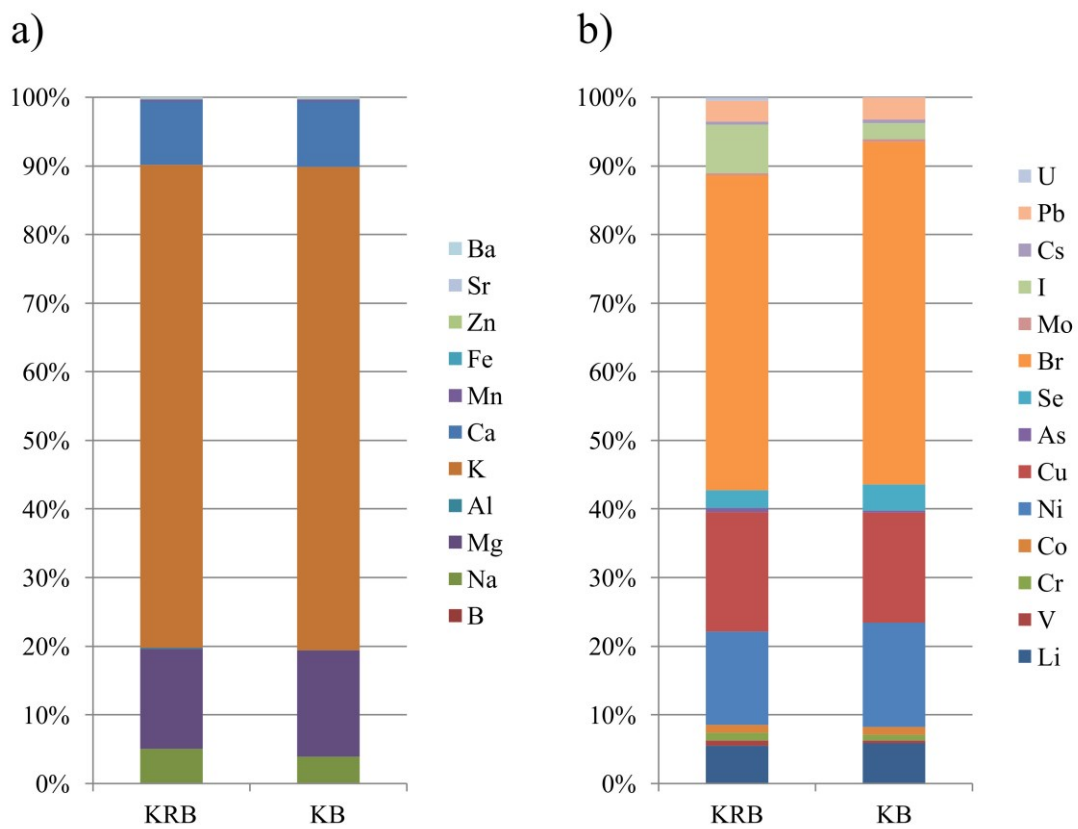 a)
100%
90%
80%
70%
60%
50%
40%
30%
20%
10%
0%
KRB KB
Ba
Sr
Zn
Fe
Mn
Ca
K
Al
Mg
Na
B
b)
100%
90%
80%
70%
60%
50%
40%
30%
20%
10%
0%
KRB KB
U
Pb
Cs
I
Mo
Br
Se
As
Cu
Ni
Co
Cr
V
Li